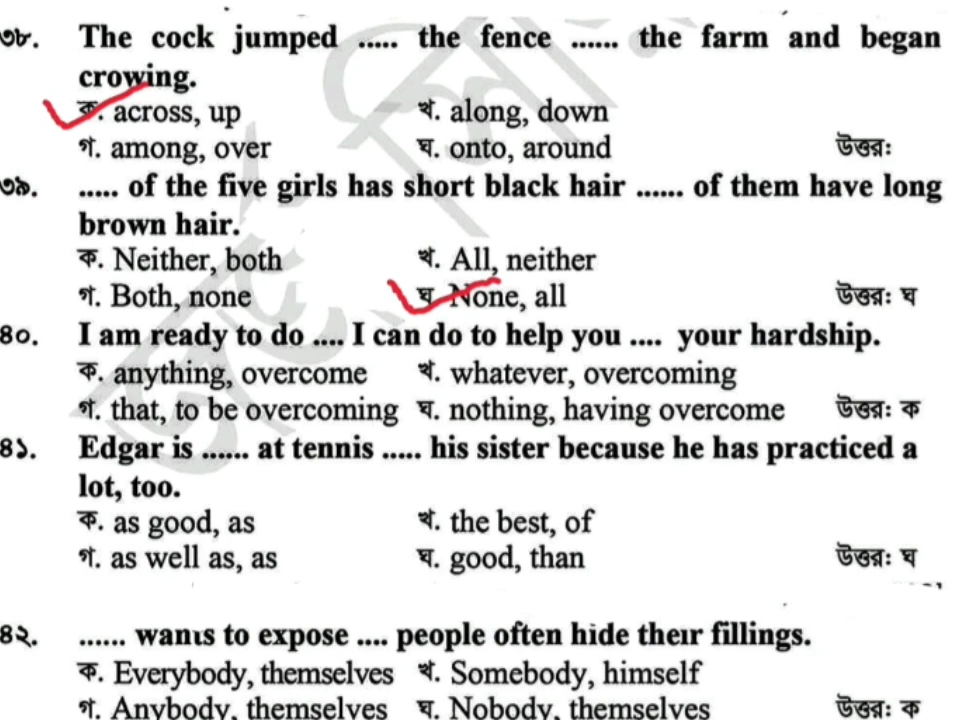 ৩৮. The cock jumped ..... the fence ...... the farm and began
crowing.
ক. across, up খ. along, down
গ. among, over ঘ. onto, around উত্তরঃ
৩৯. ..... of the five girls has short black hair ...... of them have long
brown hair.
ক. Neither, both খ. All, neither
গ. Both, none ঘ None, all উত্তরঃ ঘ
৪০. I am ready to do .... I can do to help you .... your hardship.
ক. anything, overcome খ. whatever, overcoming
গ. that, to be overcoming ঘ. nothing, having overcome উত্তরঃ ক
৪১. Edgar is ...... at tennis ..... his sister because he has practiced a
lot, too.
ক. as good, as খ. the best, of
গ. as well as, as ঘ. good, than উত্তরঃ ঘ
৪২. ...... wants to expose .... people often hide their fillings.
ক. Everybody, themselves খ. Somebody, himself
গ. Anybody, themselves ঘ. Nobody, themselves উত্তরঃ ক